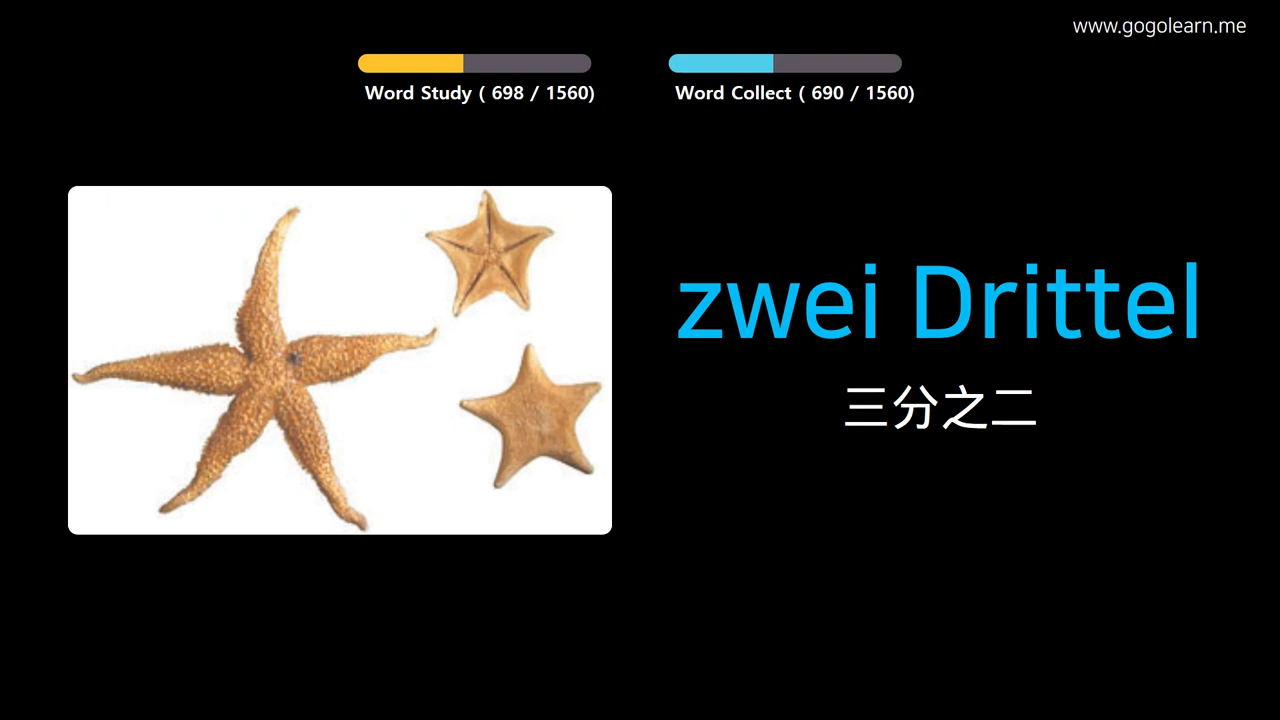 www.gogolearn.me
Word Study ( 698 / 1560)
Word Collect ( 690 / 1560)
zwei Drittel
三分之二